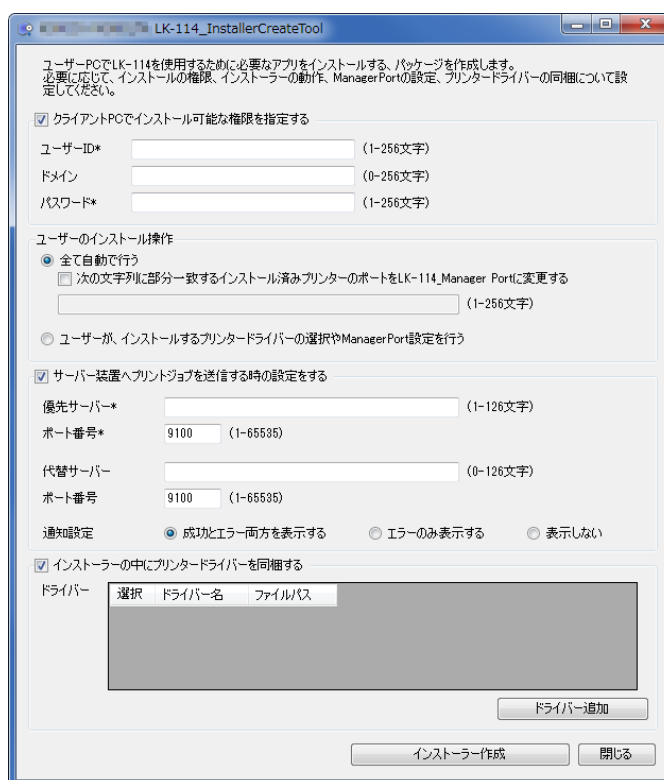 LK-114_InstallerCreateTool
ユーザーPCでLK-114を使用するために必要なアプリをインストールする、パッケージを作成します。
必要に応じて、インストールの権限、インストーラーの動作、ManagerPortの設定、プリンタードライバーの同梱について設
定してください。
クライアントPCでインストール可能な権限を指定する
ユーザーID* (1-256文字)
ドメイン (0-256文字)
パスワード* (1-256文字)
ユーザーのインストール操作
全て自動で行う
次の文字列に部分一致するインストール済みプリンターのポートをLK-114_Manager Portに変更する
(1-256文字)
ユーザーが、インストールするプリンタードライバーの選択やManagerPort設定を行う
サーバー装置へプリントジョブを送信する時の設定をする
優先サーバー* (1-126文字)
ポート番号* 9100 (1-65535)
代替サーバー (0-126文字)
ポート番号 9100 (1-65535)
通知設定 成功とエラー両方を表示する エラーのみ表示する 表示しない
インストーラーの中にプリンタードライバーを同梱する
ドライバー 選択 ドライバー名 ファイルパス
ドライバー追加
インストーラー作成 閉じる